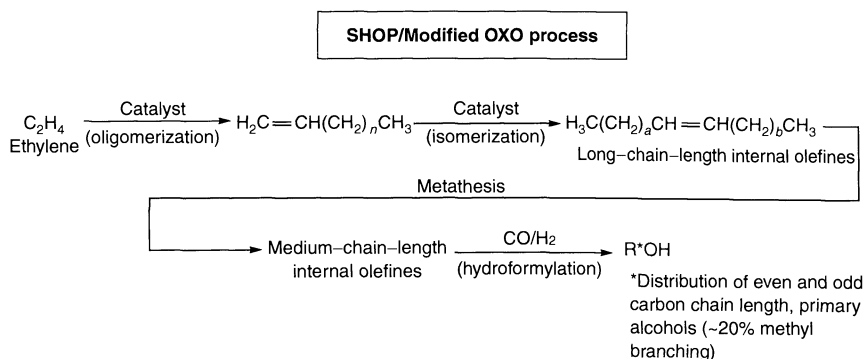 SHOP/Modified OXO process
C₂H₄
Ethylene
Catalyst
(oligomerization)
H₂C=CH(CH₂)ₙCH₃
Catalyst
(isomerization)
H₃C(CH₂)ₐCH=CH(CH₂)_bCH₃
Long–chain–length internal olefines
Metathesis
Medium–chain–length
internal olefines
CO/H₂
(hydroformylation)
R*OH
*Distribution of even and odd
carbon chain length, primary
alcohols (~20% methyl
branching)